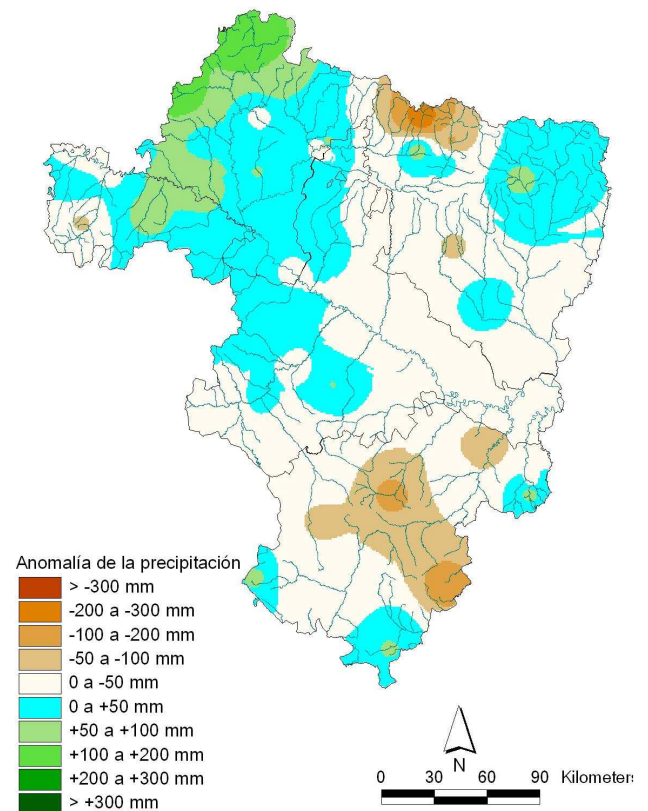 Anomalía de la precipitación
> -300 mm
-200 a -300 mm
-100 a -200 mm
-50 a -100 mm
0 a -50 mm
0 a +50 mm
+50 a +100 mm
+100 a +200 mm
+200 a +300 mm
> +300 mm
N
0 30 60 90 Kilometers